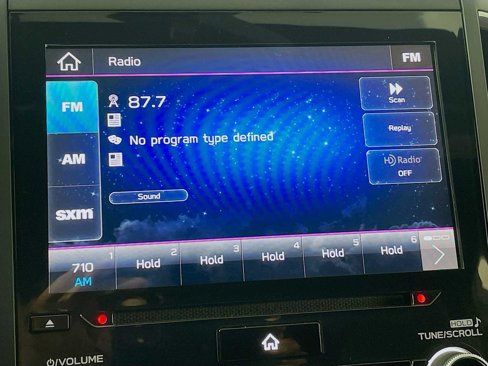 Radio
FM
FM
87.7
Scan
AM
No program type defined
Replay
HD Radio
OFF
sxm
Sound
1
2
3
4
5
6
710
AM
Hold
Hold
Hold
Hold
Hold
HOLD
TUNE/SCROLL
/VOLUME